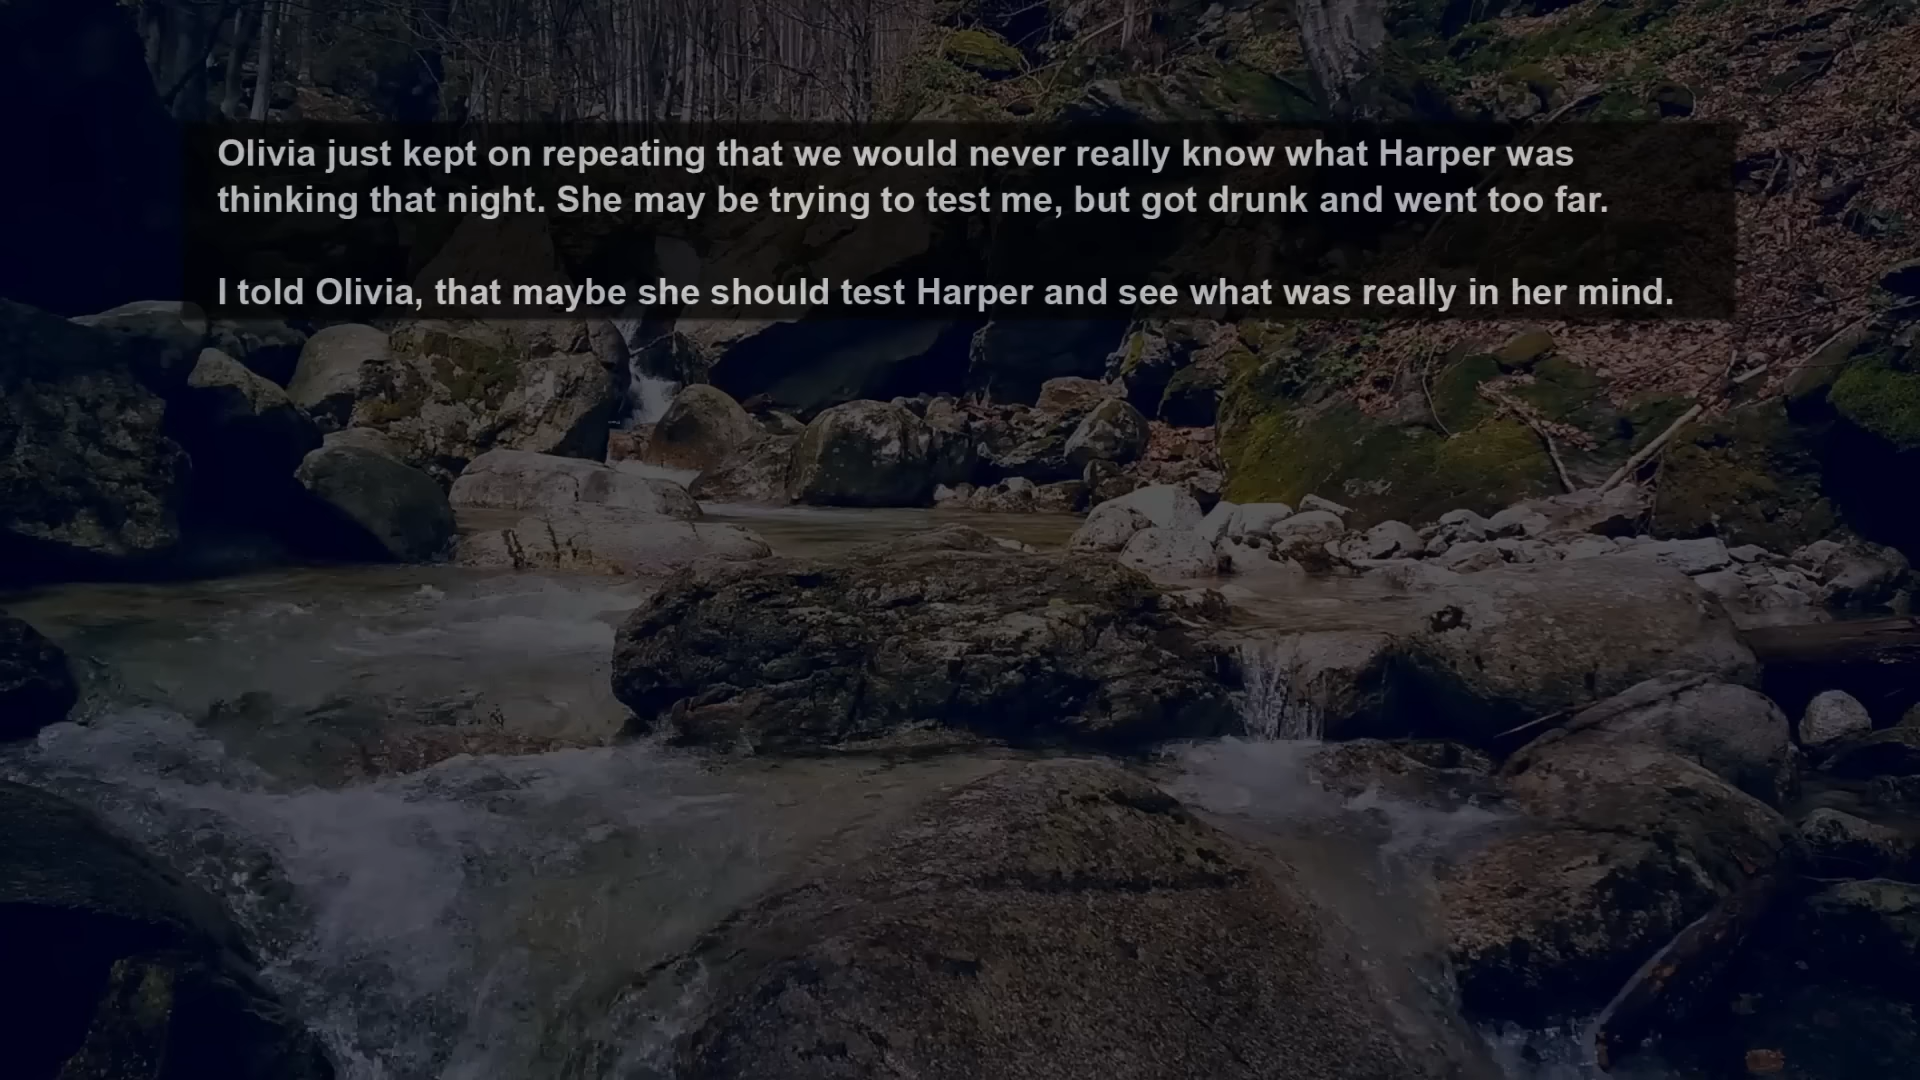 Olivia just kept on repeating that we would never really know what Harper was
thinking that night. She may be trying to test me, but got drunk and went too far.
I told Olivia, that maybe she should test Harper and see what was really in her mind.